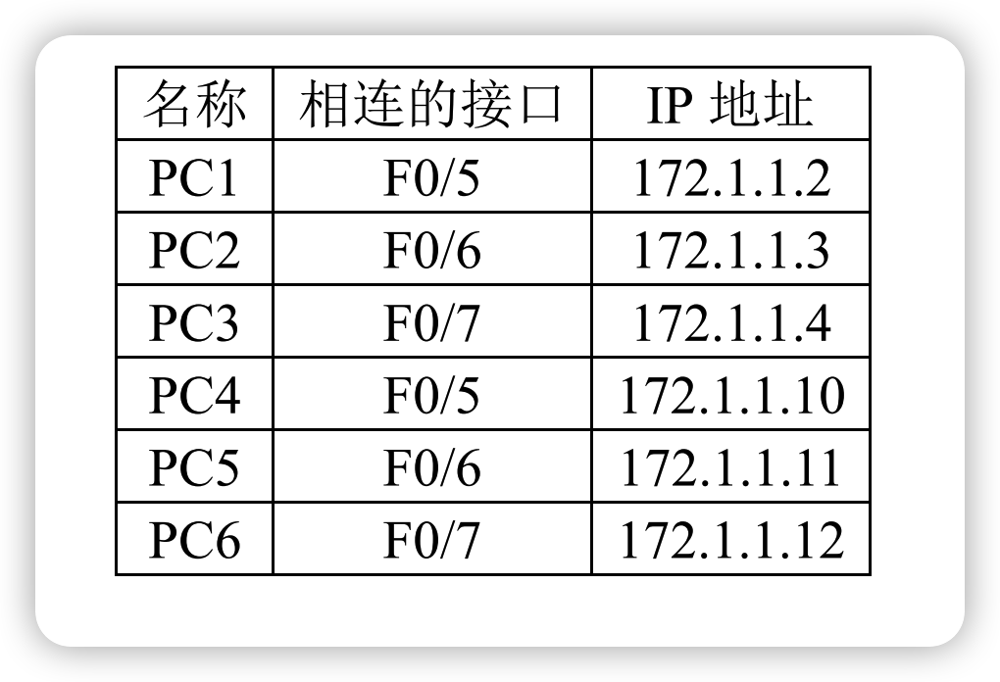 名称 相连的接口 IP 地址
PC1 F0/5 172.1.1.2
PC2 F0/6 172.1.1.3
PC3 F0/7 172.1.1.4
PC4 F0/5 172.1.1.10
PC5 F0/6 172.1.1.11
PC6 F0/7 172.1.1.12